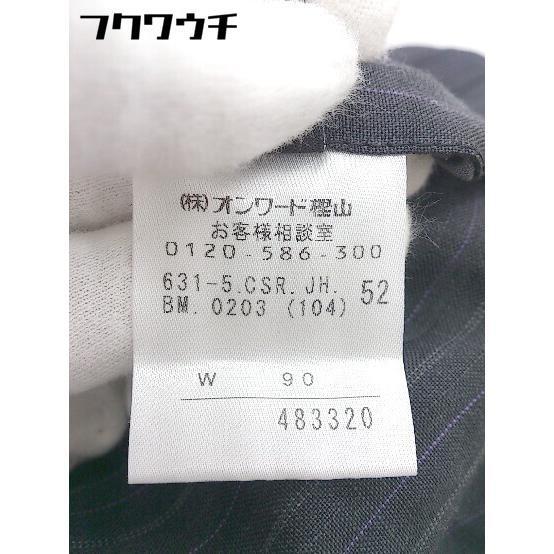 フクワウチ
㈱オンワード樫山
お客様相談室
0120-586-300
631-5.CSR.JH. 52
BM. 0203 (104)
W 90
483320